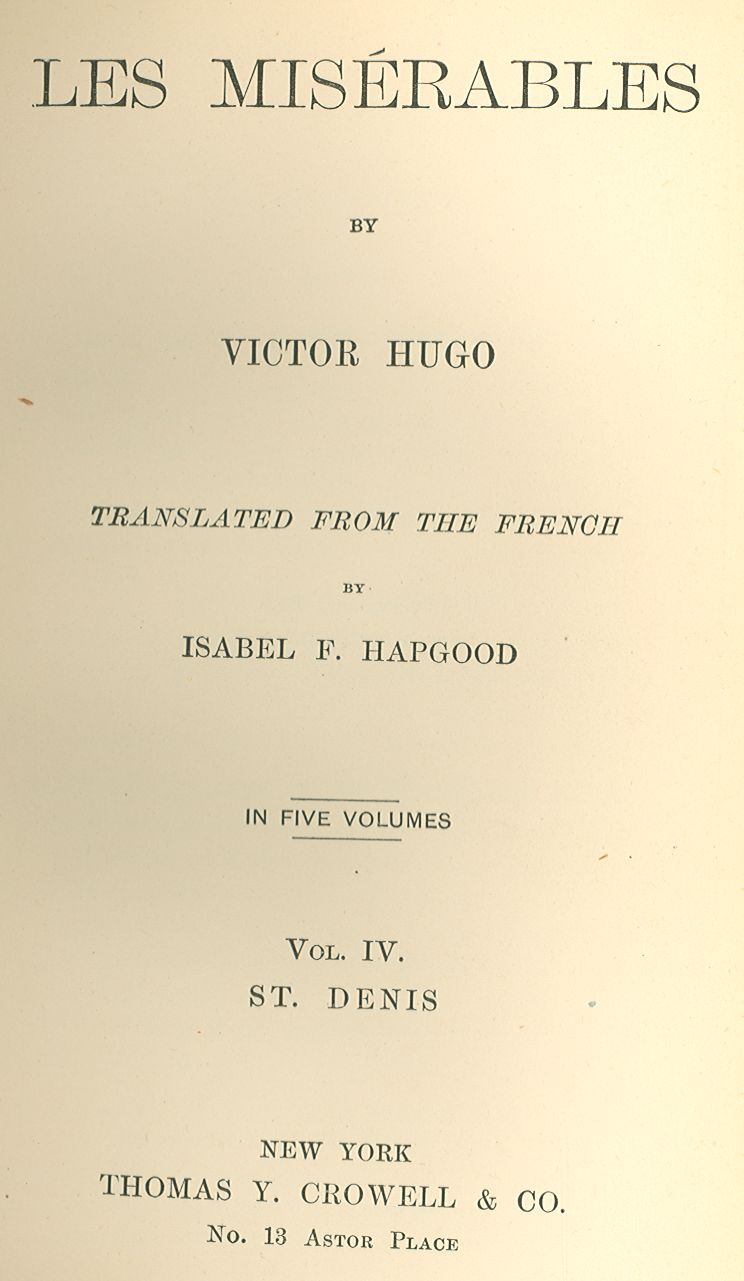 LES MISÉRABLES
BY
VICTOR HUGO
TRANSLATED FROM THE FRENCH
BY
ISABEL F. HAPGOOD
IN FIVE VOLUMES
VOL. IV.
ST. DENIS
NEW YORK
THOMAS Y. CROWELL & CO.
No. 13 ASTOR PLACE